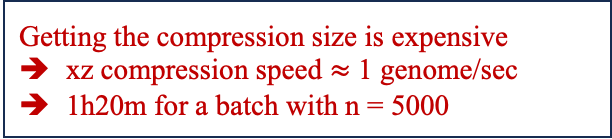 Getting the compression size is expensive
➔ xz compression speed ≈ 1 genome/sec
➔ 1h20m for a batch with n = 5000